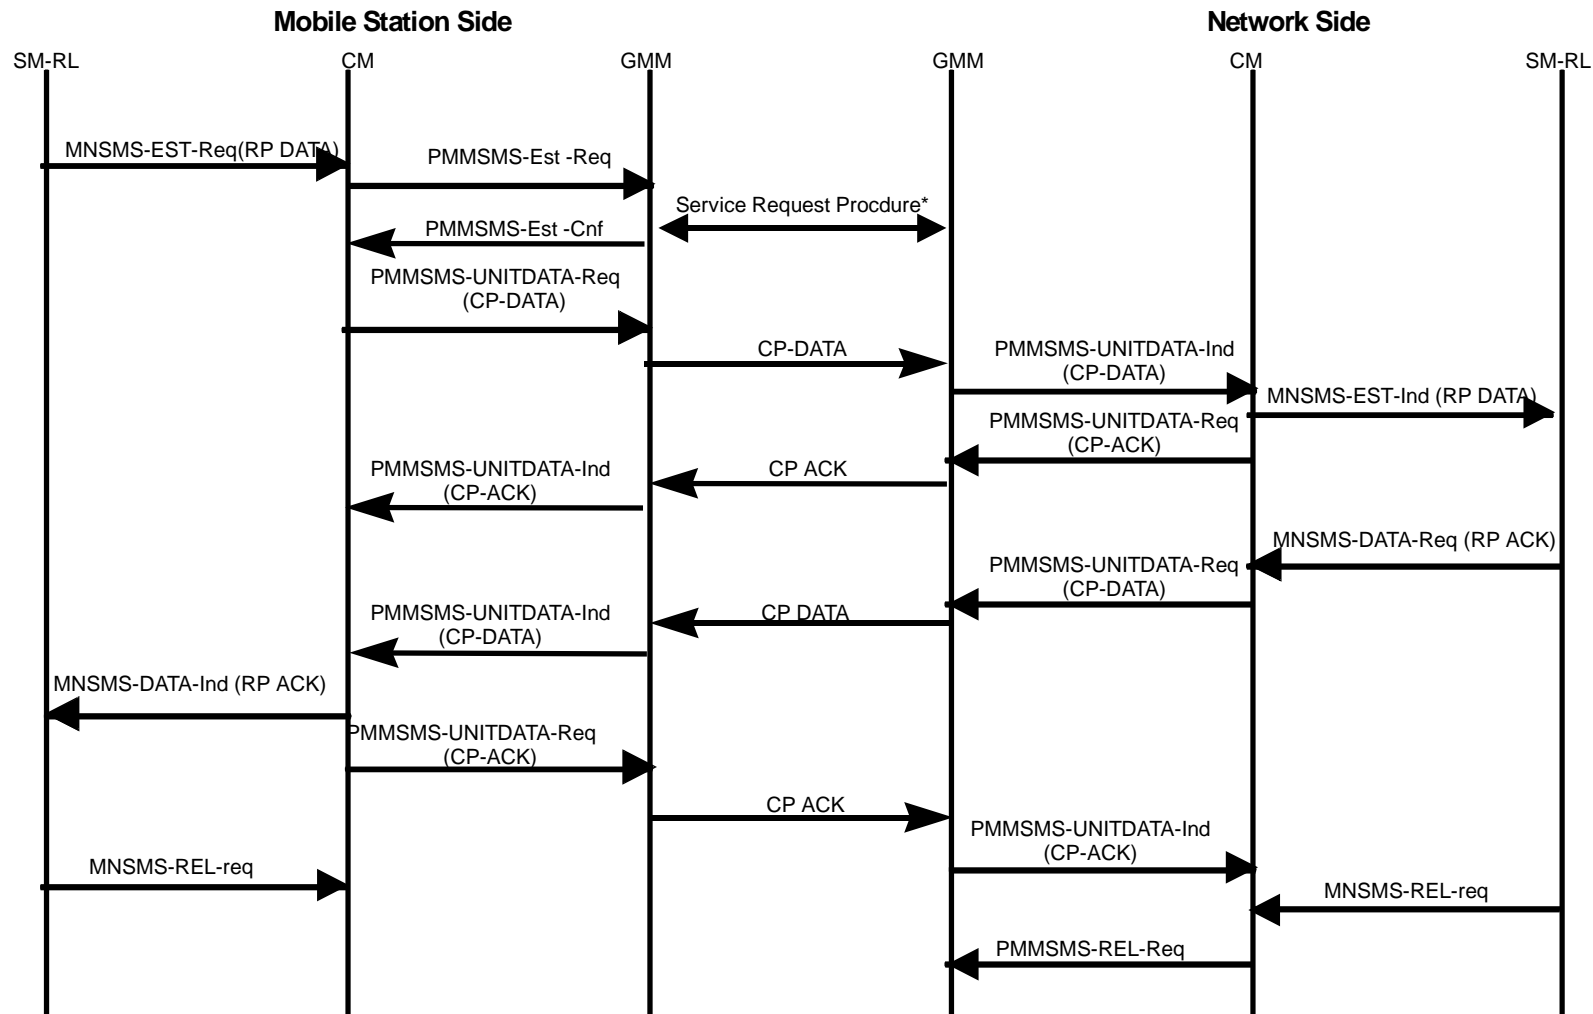 Mobile Station Side
Network Side
SM-RL
CM
GMM
GMM
CM
SM-RL
MNSMS-EST-Req(RP DATA)
PMMSMS-Est -Req
Service Request Procdure*
PMMSMS-Est -Cnf
PMMSMS-UNITDATA-Req
(CP-DATA)
CP-DATA
PMMSMS-UNITDATA-Ind
(CP-DATA)
MNSMS-EST-Ind (RP DATA)
PMMSMS-UNITDATA-Req
(CP-ACK)
CP ACK
PMMSMS-UNITDATA-Ind
(CP-ACK)
MNSMS-DATA-Req (RP ACK)
PMMSMS-UNITDATA-Req
(CP-DATA)
CP DATA
PMMSMS-UNITDATA-Ind
(CP-DATA)
MNSMS-DATA-Ind (RP ACK)
PMMSMS-UNITDATA-Req
(CP-ACK)
CP ACK
PMMSMS-UNITDATA-Ind
(CP-ACK)
MNSMS-REL-req
MNSMS-REL-req
PMMSMS-REL-Req